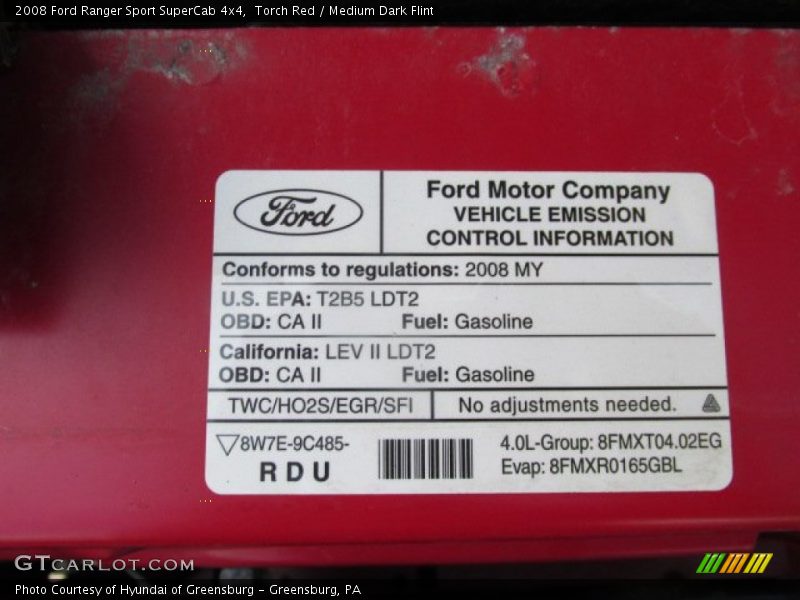 2008 Ford Ranger Sport SuperCab 4x4,  Torch Red / Medium Dark Flint
Ford
Ford Motor Company
VEHICLE EMISSION
CONTROL INFORMATION
Conforms to regulations: 2008 MY
U.S. EPA: T2B5 LDT2
OBD: CA II Fuel: Gasoline
California: LEV II LDT2
OBD: CA II Fuel: Gasoline
TWC/HO2S/EGR/SFI No adjustments needed.
8W7E-9C485-
RDU
4.0L-Group: 8FMXT04.02EG
Evap: 8FMXR0165GBL
GTCARLOT.COM
Photo Courtesy of Hyundai of Greensburg - Greensburg, PA